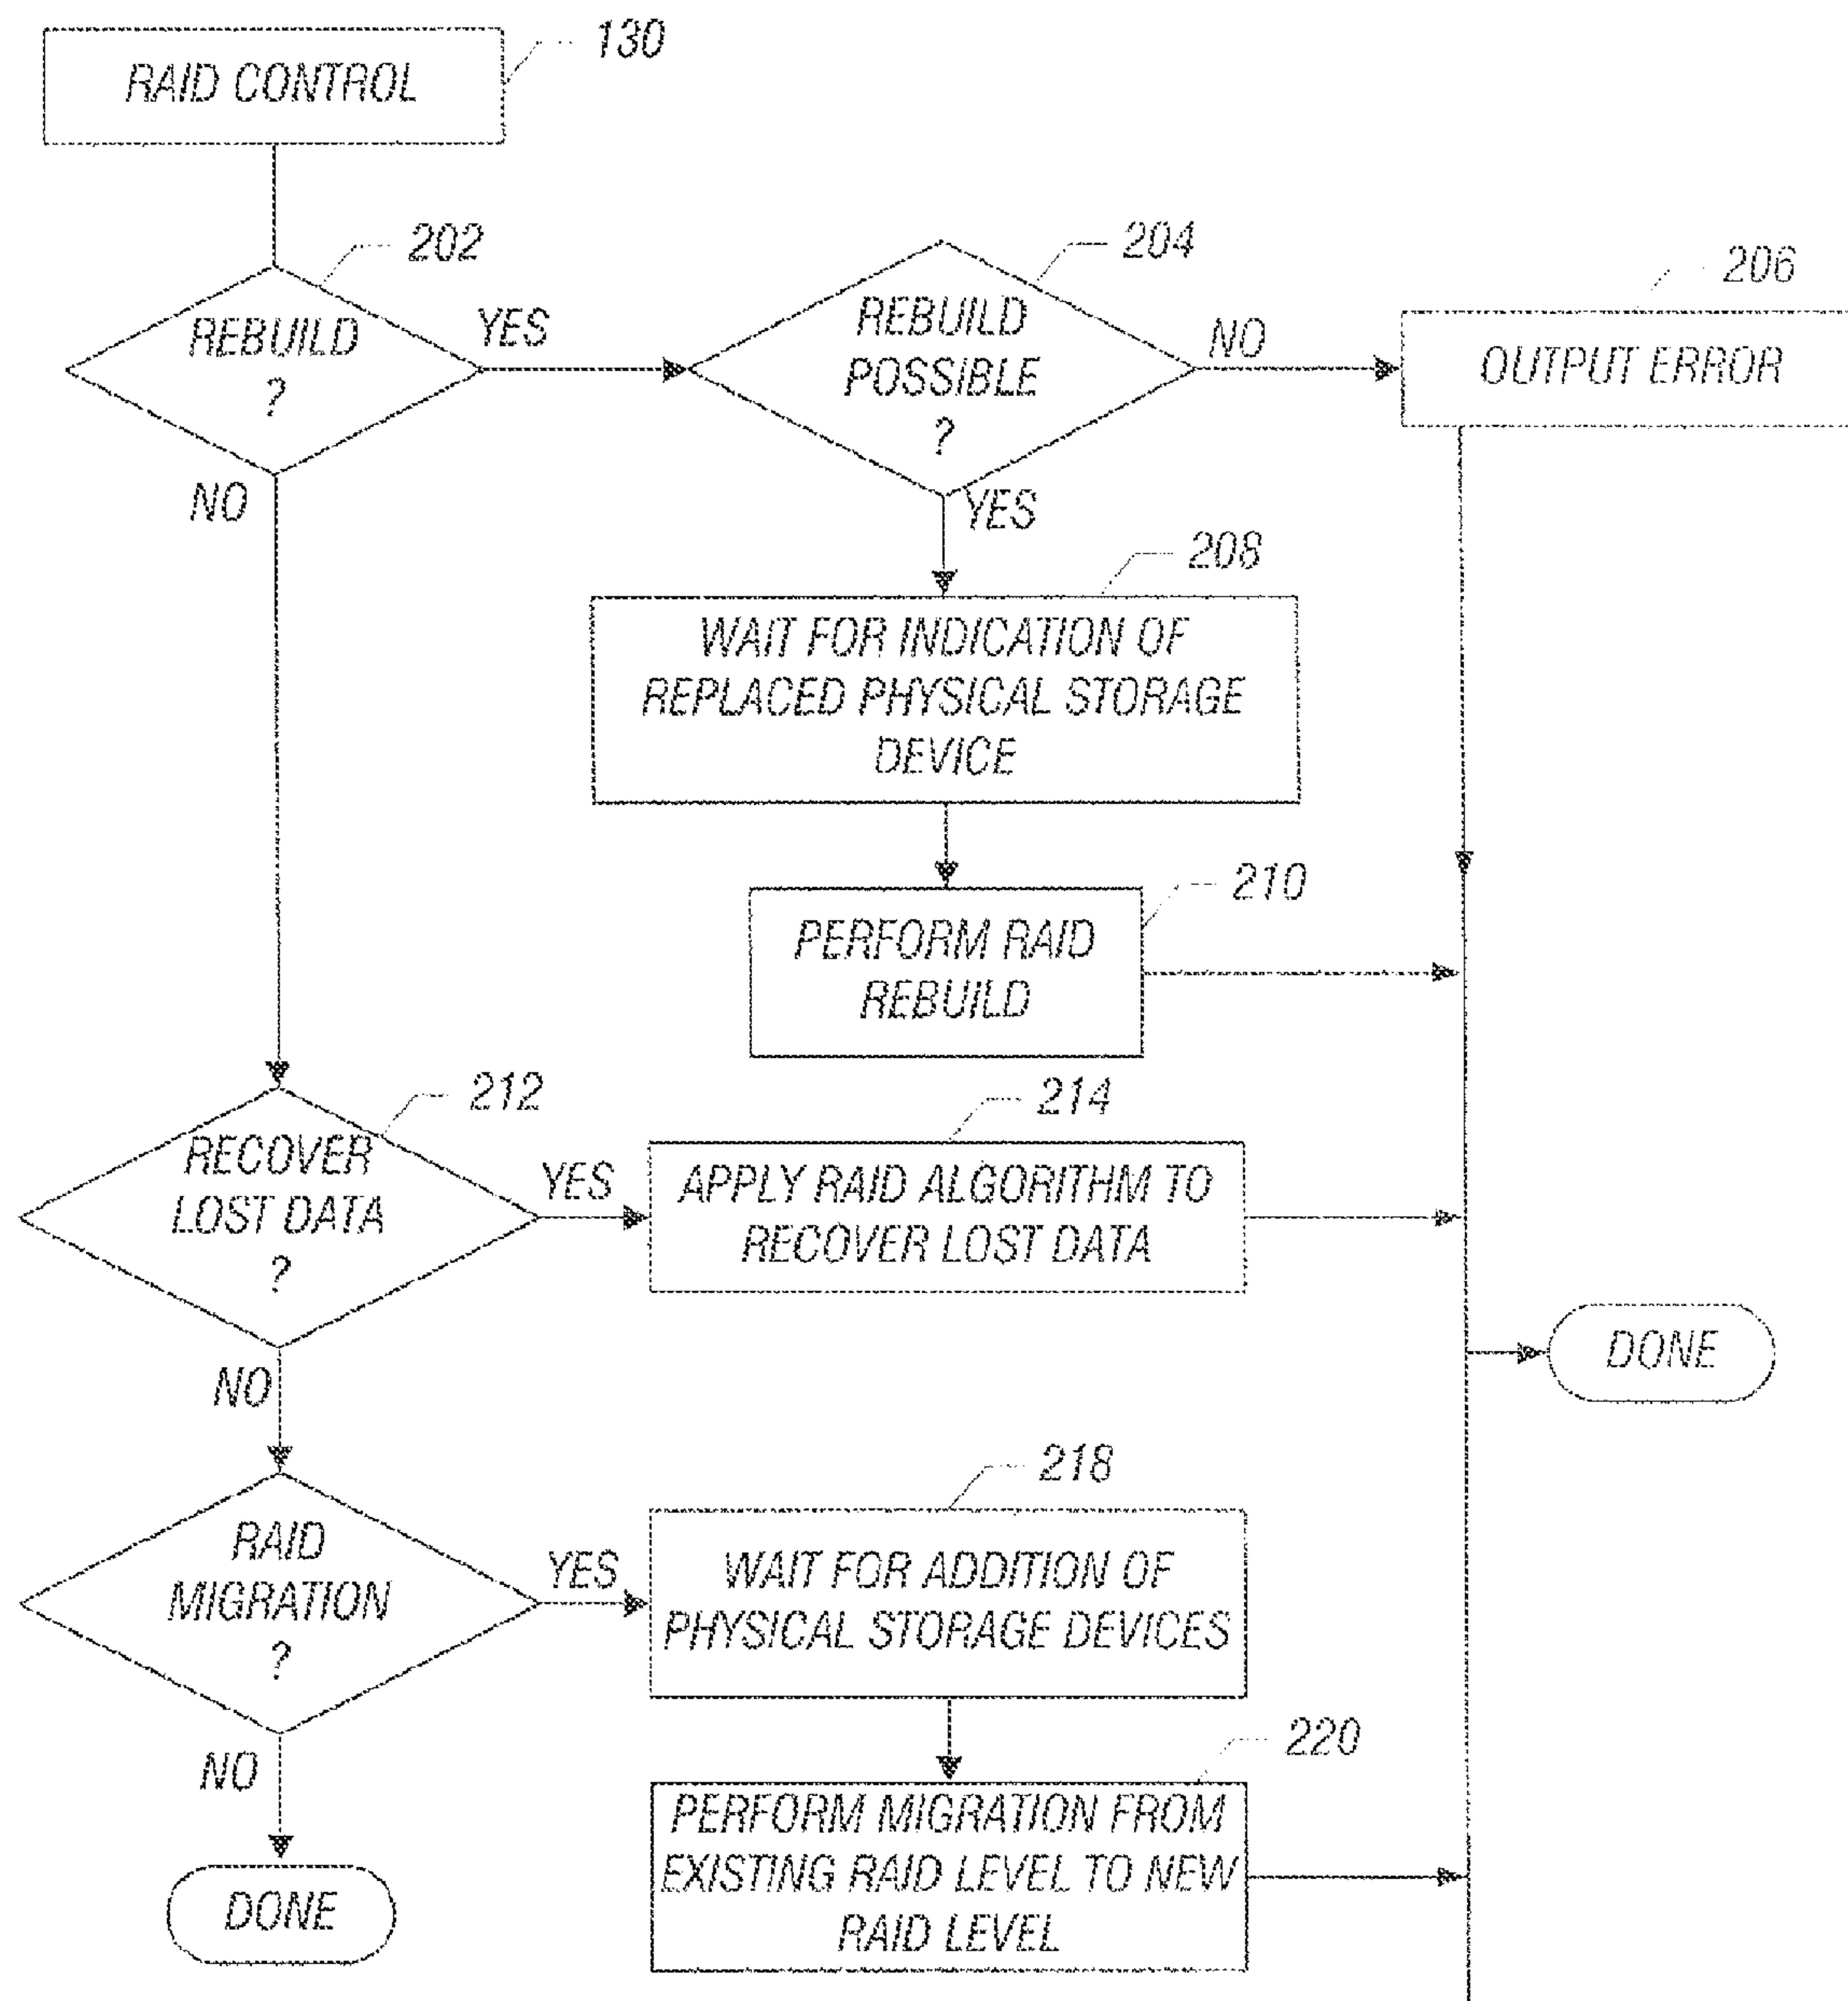 RAID CONTROL
130
202
REBUILD
?
YES
NO
204
REBUILD
POSSIBLE
?
NO
YES
206
OUTPUT ERROR
208
WAIT FOR INDICATION OF
REPLACED PHYSICAL STORAGE
DEVICE
210
PERFORM RAID
REBUILD
212
RECOVER
LOST DATA
?
YES
NO
214
APPLY RAID ALGORITHM TO
RECOVER LOST DATA
DONE
RAID
MIGRATION
?
YES
NO
218
WAIT FOR ADDITION OF
PHYSICAL STORAGE DEVICES
220
PERFORM MIGRATION FROM
EXISTING RAID LEVEL TO NEW
RAID LEVEL
DONE